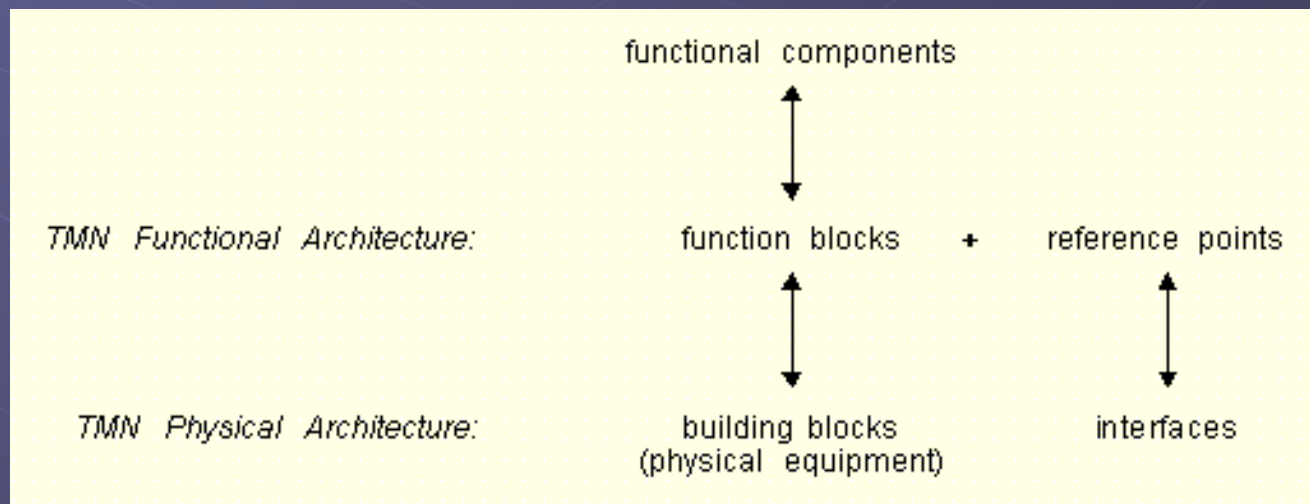 functional components
TMN Functional Architecture: function blocks + reference points
TMN Physical Architecture: building blocks interfaces
(physical equipment)